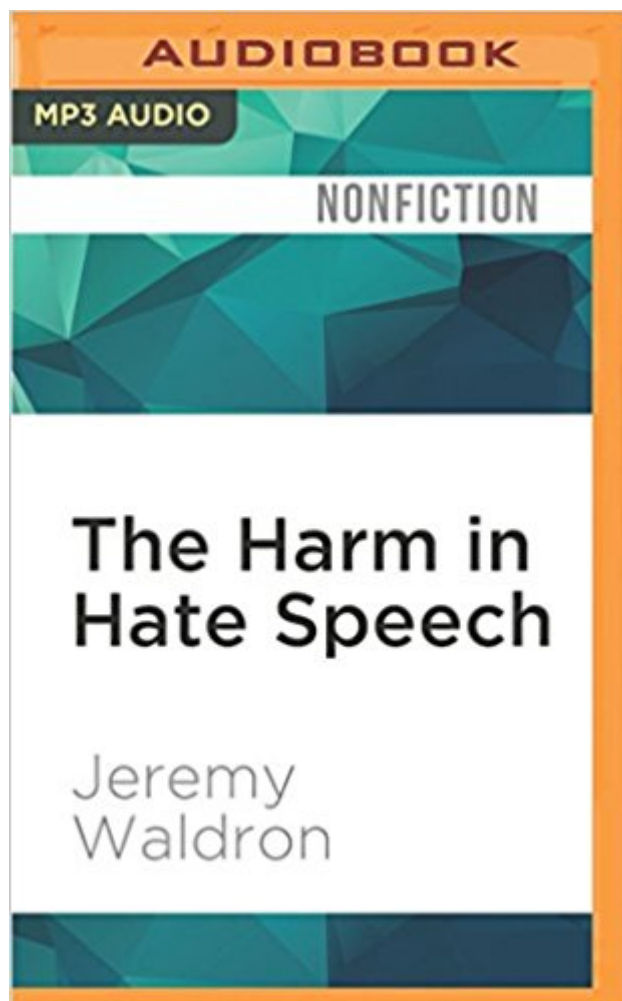 AUDIOBOOK
MP3 AUDIO
NONFICTION
The Harm in
Hate Speech
Jeremy
Waldron